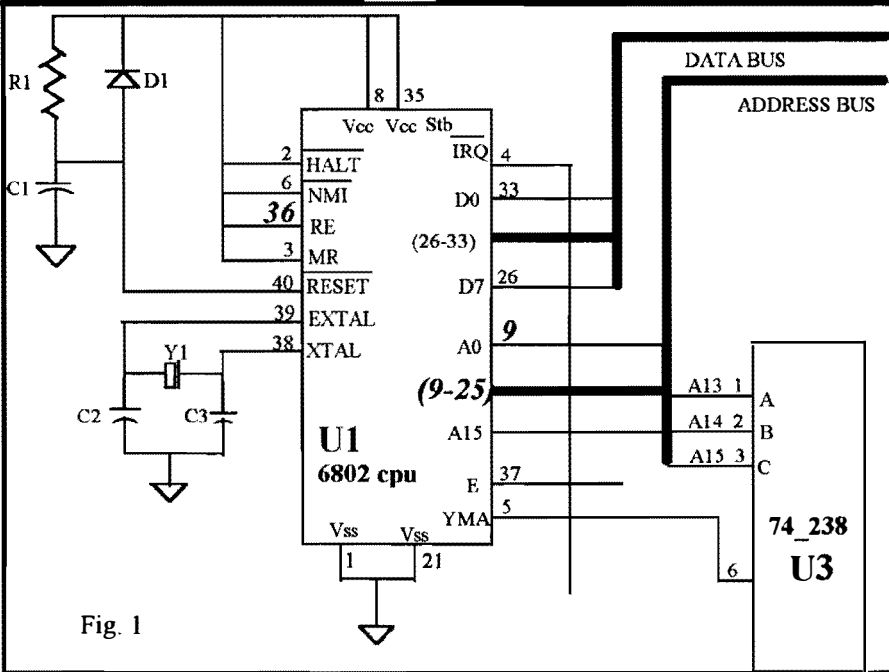 DATA BUS
ADDRESS BUS
R1
D1
C1
8 35
Vcc Vcc Stb
2 HALT
6 NMI
36 RE
3 MR
40 RESET
39 EXTAL
38 XTAL
Y1
C2
C3
IRQ 4
D0 33
(26-33)
D7 26
A0 9
(9-25)
A15
E 37
YMA 5
U1
6802 cpu
Vss Vss
1 21
A13 1 A
A14 2 B
A15 3 C
74_238
U3
6
Fig. 1